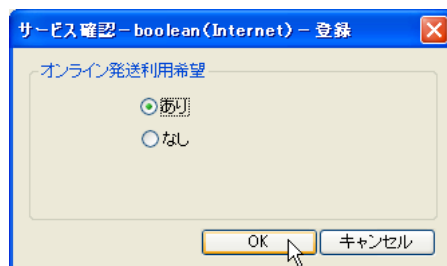 サービス確認－boolean(Internet)－登録
オンライン発送利用希望
あり
なし
OK
キャンセル